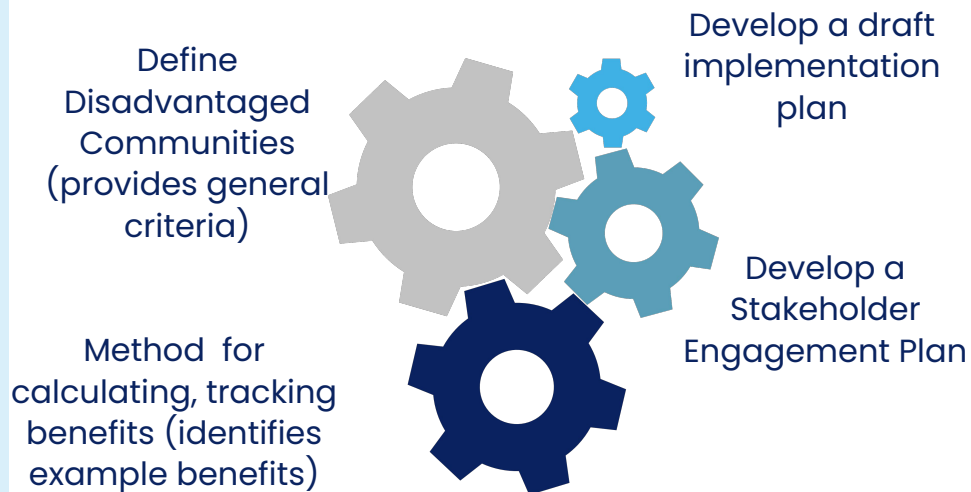 Define
Disadvantaged
Communities
(provides general
criteria)
Develop a draft
implementation
plan
Method for
calculating, tracking
benefits (identifies
example benefits)
Develop a
Stakeholder
Engagement Plan